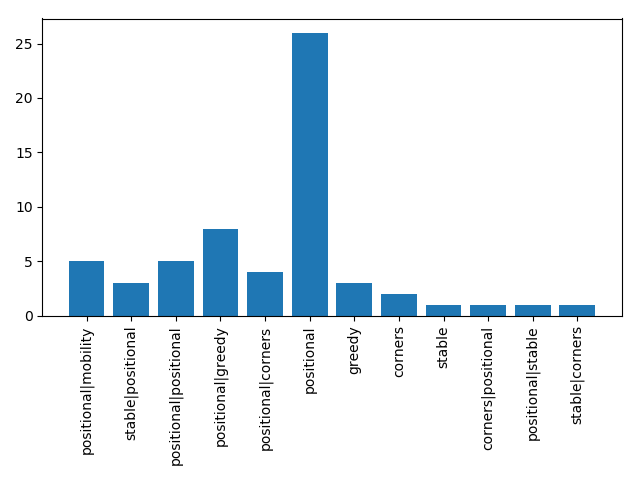 25
20
15
10
5
0
positional|mobility
stable|positional
positional|positional
positional|greedy
positional|corners
positional
greedy
corners
stable
corners|positional
positional|stable
stable|corners